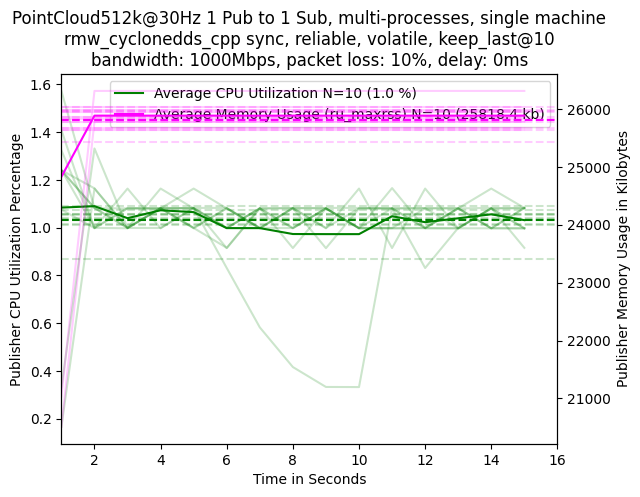 PointCloud512k@30Hz 1 Pub to 1 Sub, multi-processes, single machine
rmw_cyclonedds_cpp sync, reliable, volatile, keep_last@10
bandwidth: 1000Mbps, packet loss: 10%, delay: 0ms
Average CPU Utilization N=10 (1.0 %)
Average Memory Usage (ru_maxrss) N=10 (25818.4 kb)
Publisher CPU Utilization Percentage
1.6
1.4
1.2
1.0
0.8
0.6
0.4
0.2
26000
25000
24000
23000
22000
21000
Publisher Memory Usage in Kilobytes
2 4 6 8 10 12 14 16
Time in Seconds